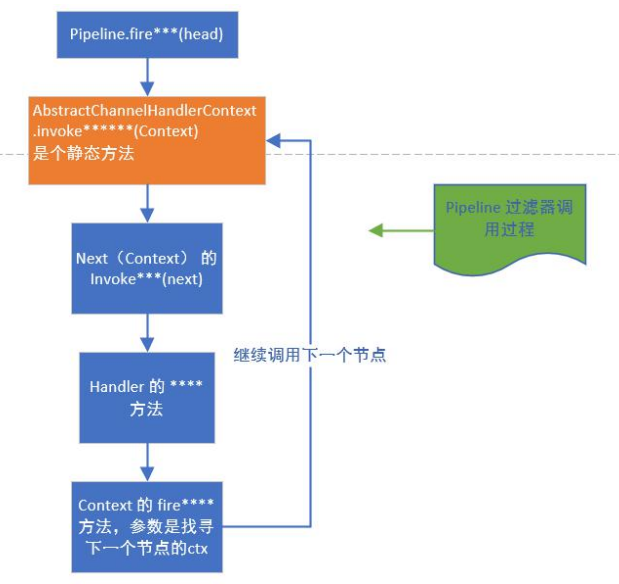 Pipeline.fire***(head)
AbstractChannelHandlerContext
.invoke******(Context)
是个静态方法
Pipeline 过滤器调
用过程
Next（Context） 的
Invoke***(next)
继续调用下一个节点
Handler 的 ****
方法
Context 的 fire****
方法，参数是找寻
下一个节点的ctx